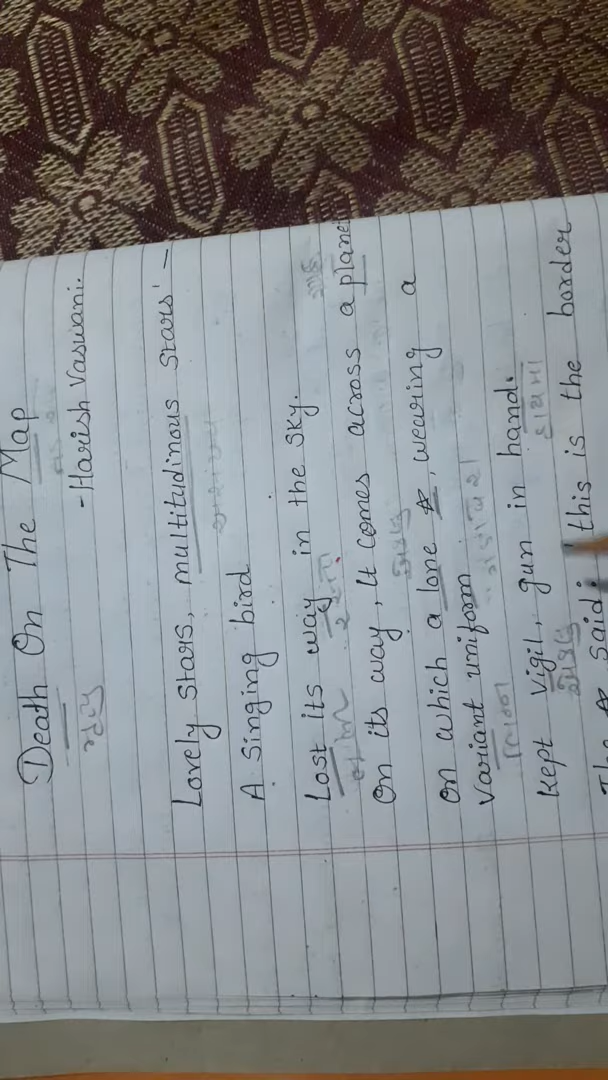 Death On The Map
મૃત્યુ
- Harish Vaswani.
Lovely stars, multitudinous stars' -
A singing bird
Lost its way in the sky.
રસ્તો
On its way, It comes across a planet
On which a lone *, wearing a
Variant uniform
Kept vigil, gun in hand.
The * said: this is the border